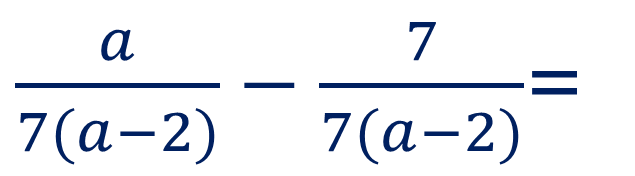 a/7(a−2) − 7/7(a−2) =